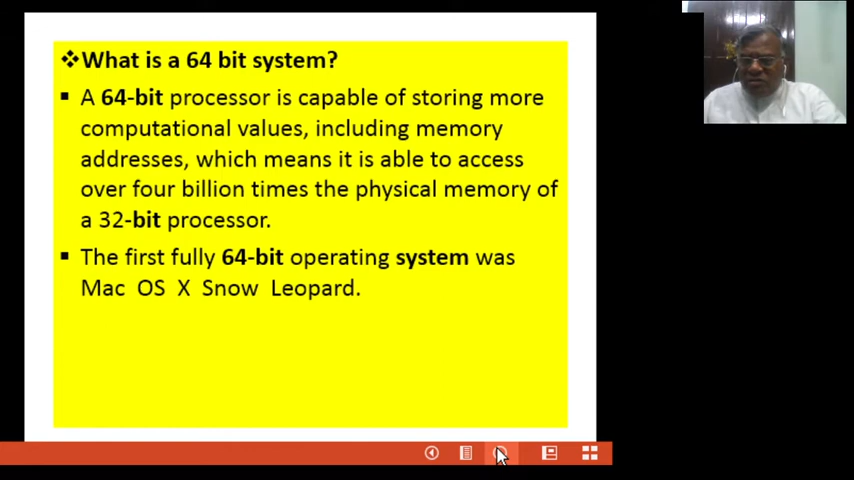 ❖What is a 64 bit system?
▪ A 64-bit processor is capable of storing more
computational values, including memory
addresses, which means it is able to access
over four billion times the physical memory of
a 32-bit processor.
▪ The first fully 64-bit operating system was
Mac OS X Snow Leopard.